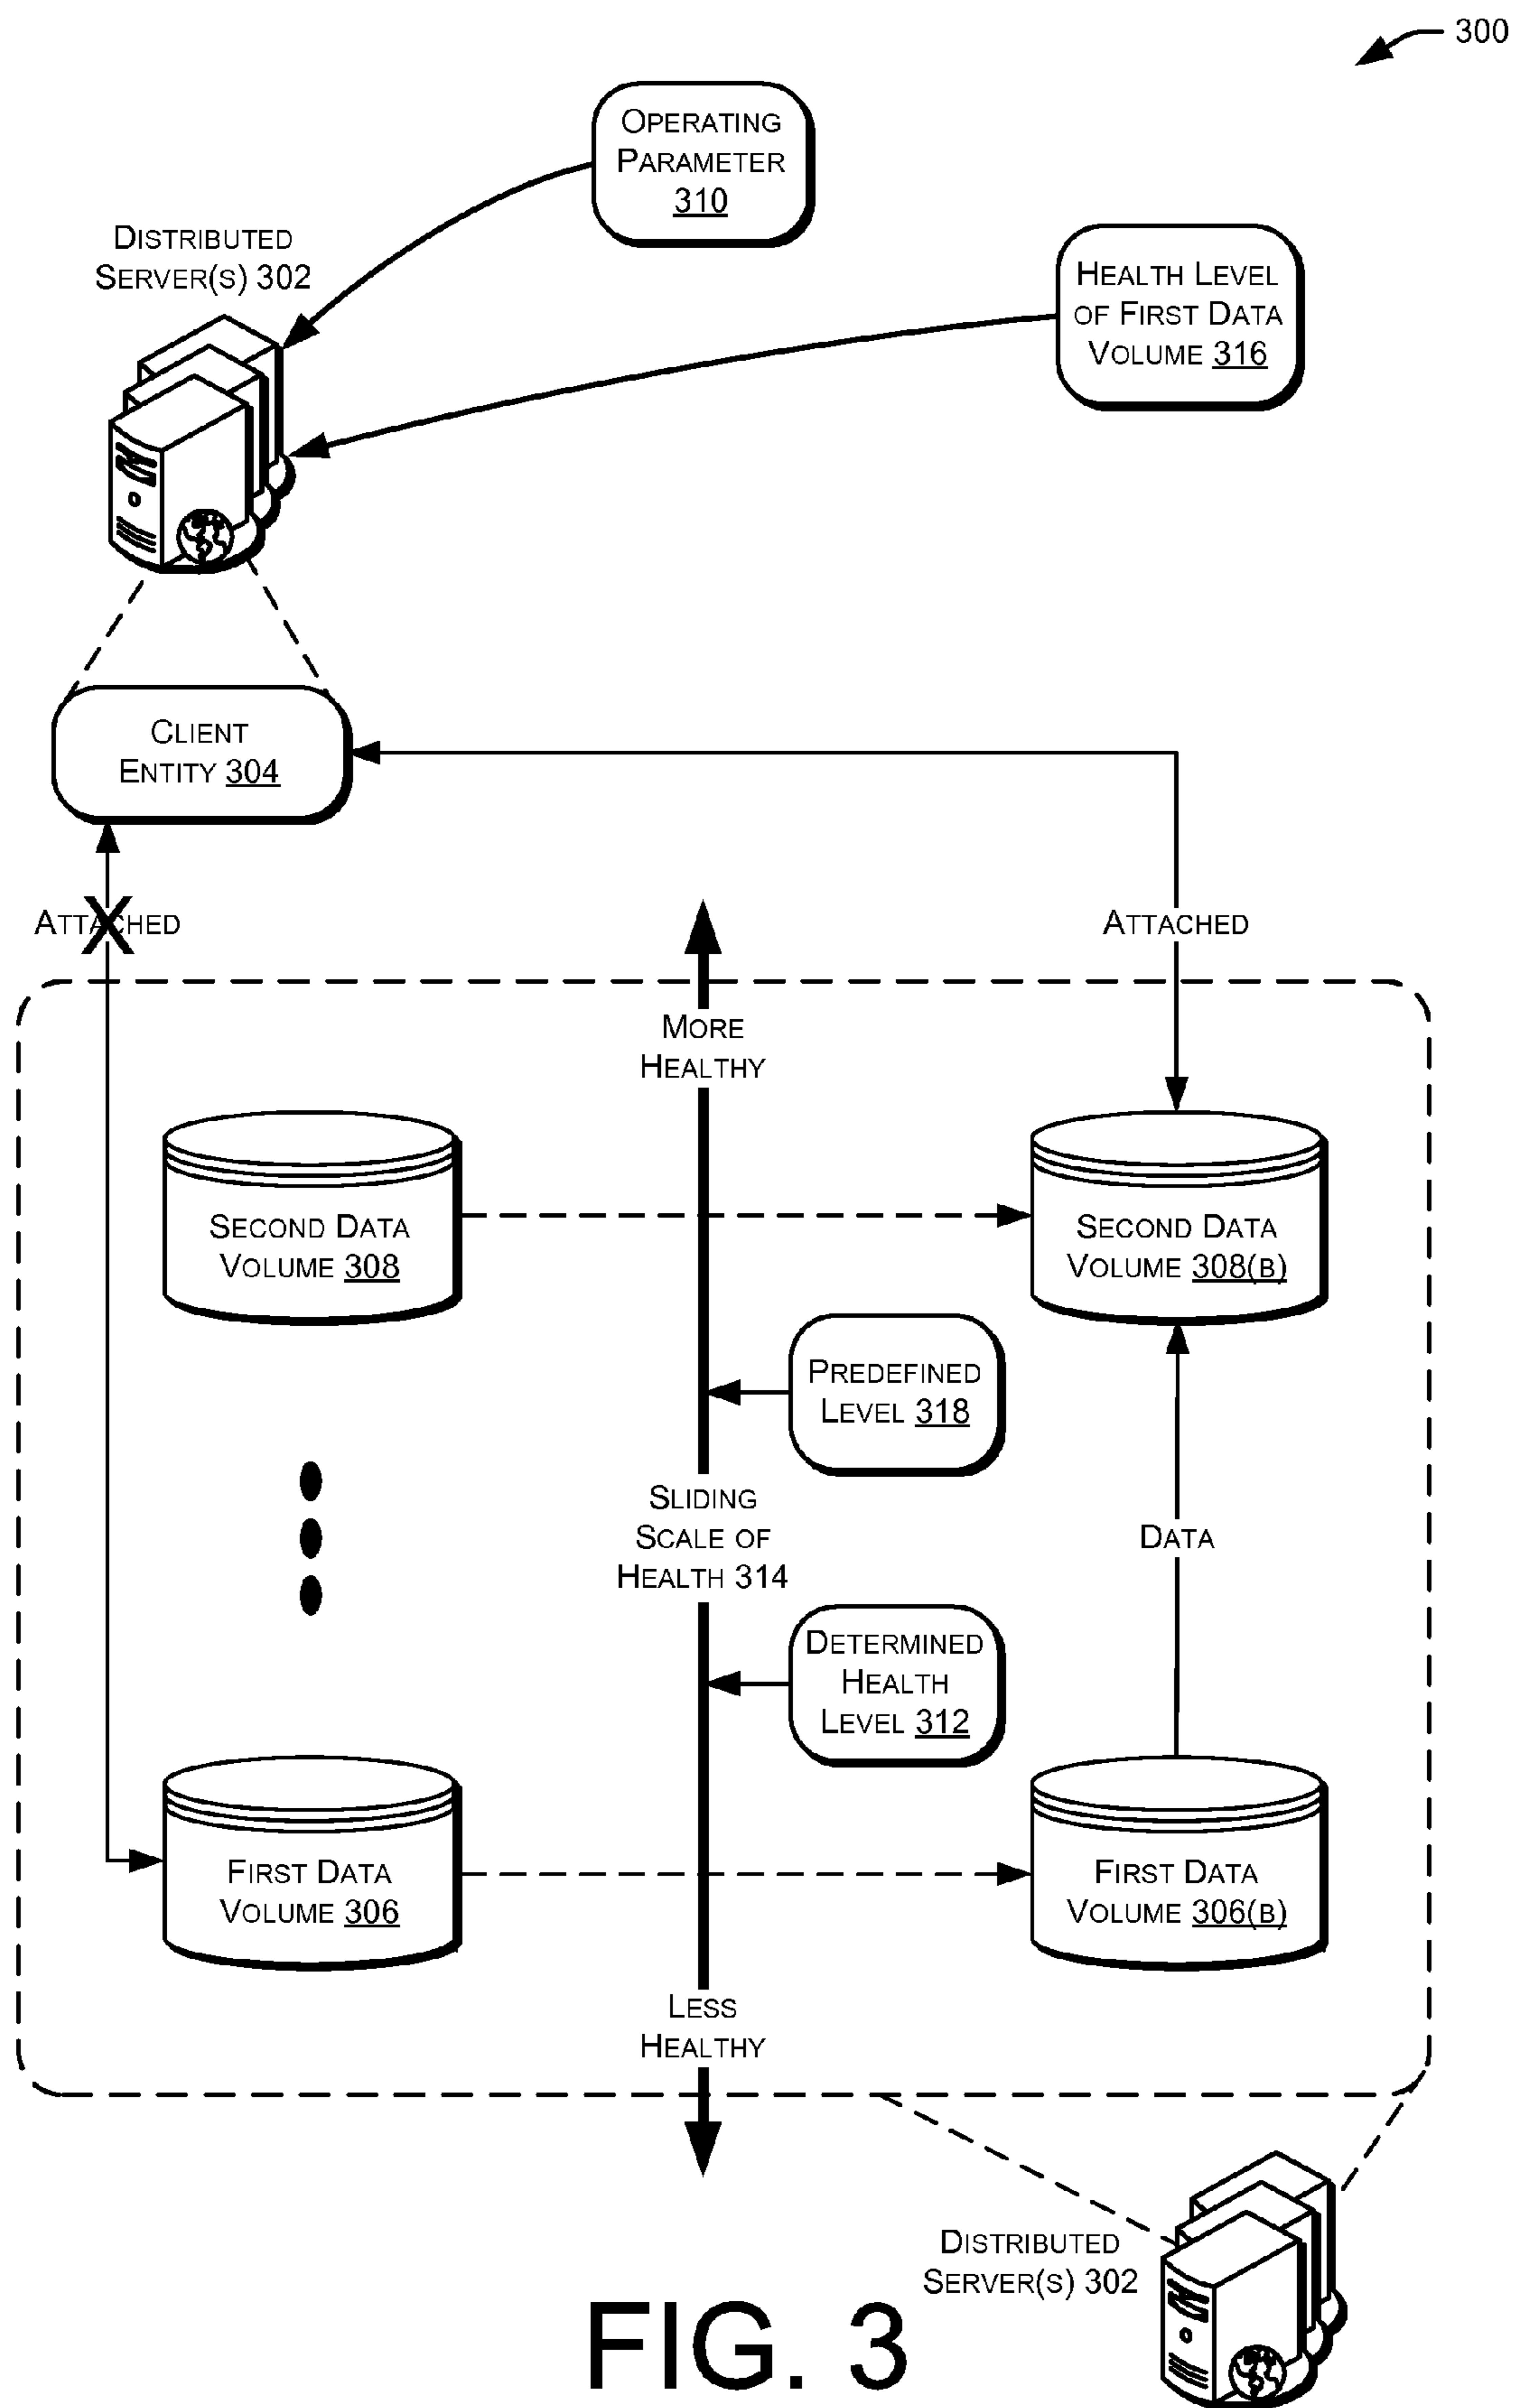 300
OPERATING
PARAMETER
310
DISTRIBUTED
SERVER(S) 302
HEALTH LEVEL
OF FIRST DATA
VOLUME 316
CLIENT
ENTITY 304
ATTACHED
ATTACHED
MORE
HEALTHY
SECOND DATA
VOLUME 308
SECOND DATA
VOLUME 308(B)
PREDEFINED
LEVEL 318
SLIDING
SCALE OF
HEALTH 314
DATA
DETERMINED
HEALTH
LEVEL 312
FIRST DATA
VOLUME 306
FIRST DATA
VOLUME 306(B)
LESS
HEALTHY
DISTRIBUTED
SERVER(S) 302
FIG. 3